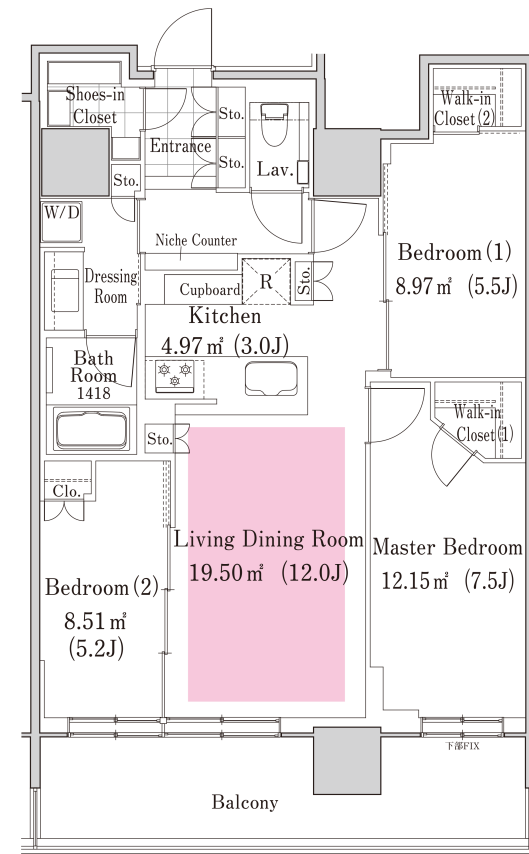 Shoes-in
Closet
Sto.
Entrance
Sto.
Lav.
Walk-in
Closet(2)
Sto.
W/D
Niche Counter
Dressing
Room
Cupboard
R
Sto.
Bedroom(1)
8.97㎡ (5.5J)
Kitchen
4.97㎡(3.0J)
Bath
Room
1418
Sto.
Walk-in
Closet(1)
Clo.
Living Dining Room
19.50㎡ (12.0J)
Master Bedroom
12.15㎡ (7.5J)
Bedroom(2)
8.51㎡
(5.2J)
下部FIX
Balcony